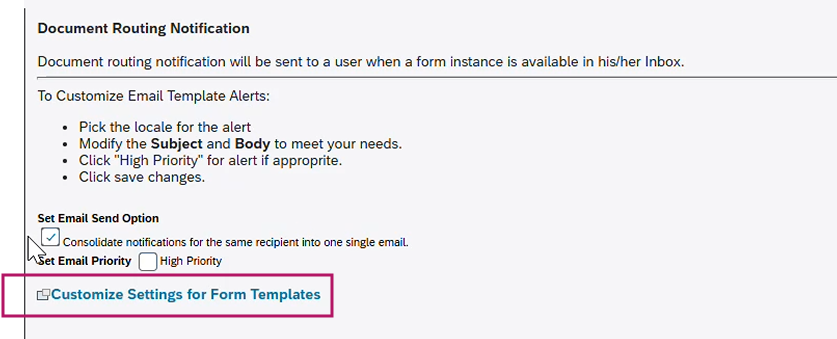 Document Routing Notification
Document routing notification will be sent to a user when a form instance is available in his/her Inbox.
To Customize Email Template Alerts:
• Pick the locale for the alert
• Modify the Subject and Body to meet your needs.
• Click "High Priority" for alert if approprite.
• Click save changes.
Set Email Send Option
Consolidate notifications for the same recipient into one single email.
Set Email Priority High Priority
Customize Settings for Form Templates